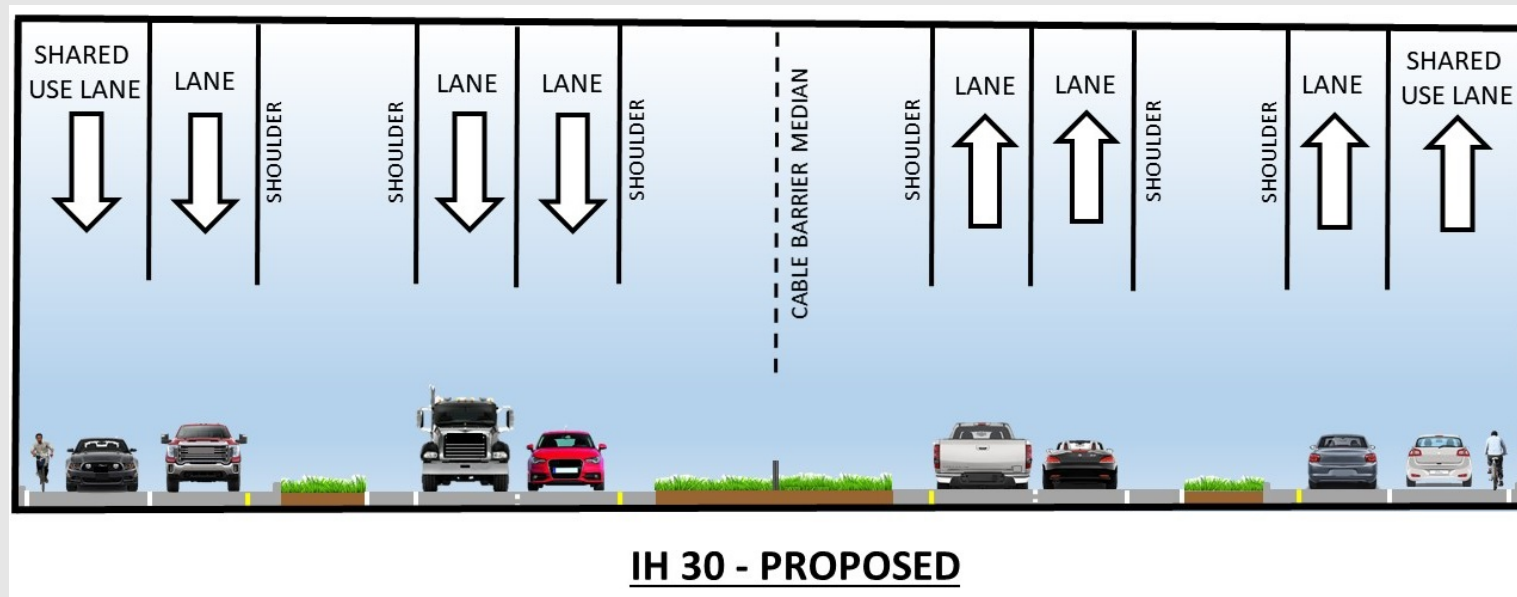 SHARED
USE LANE
LANE
SHOULDER
SHOULDER
LANE
LANE
SHOULDER
CABLE BARRIER MEDIAN
SHOULDER
LANE
LANE
SHOULDER
SHOULDER
LANE
SHARED
USE LANE
IH 30 - PROPOSED